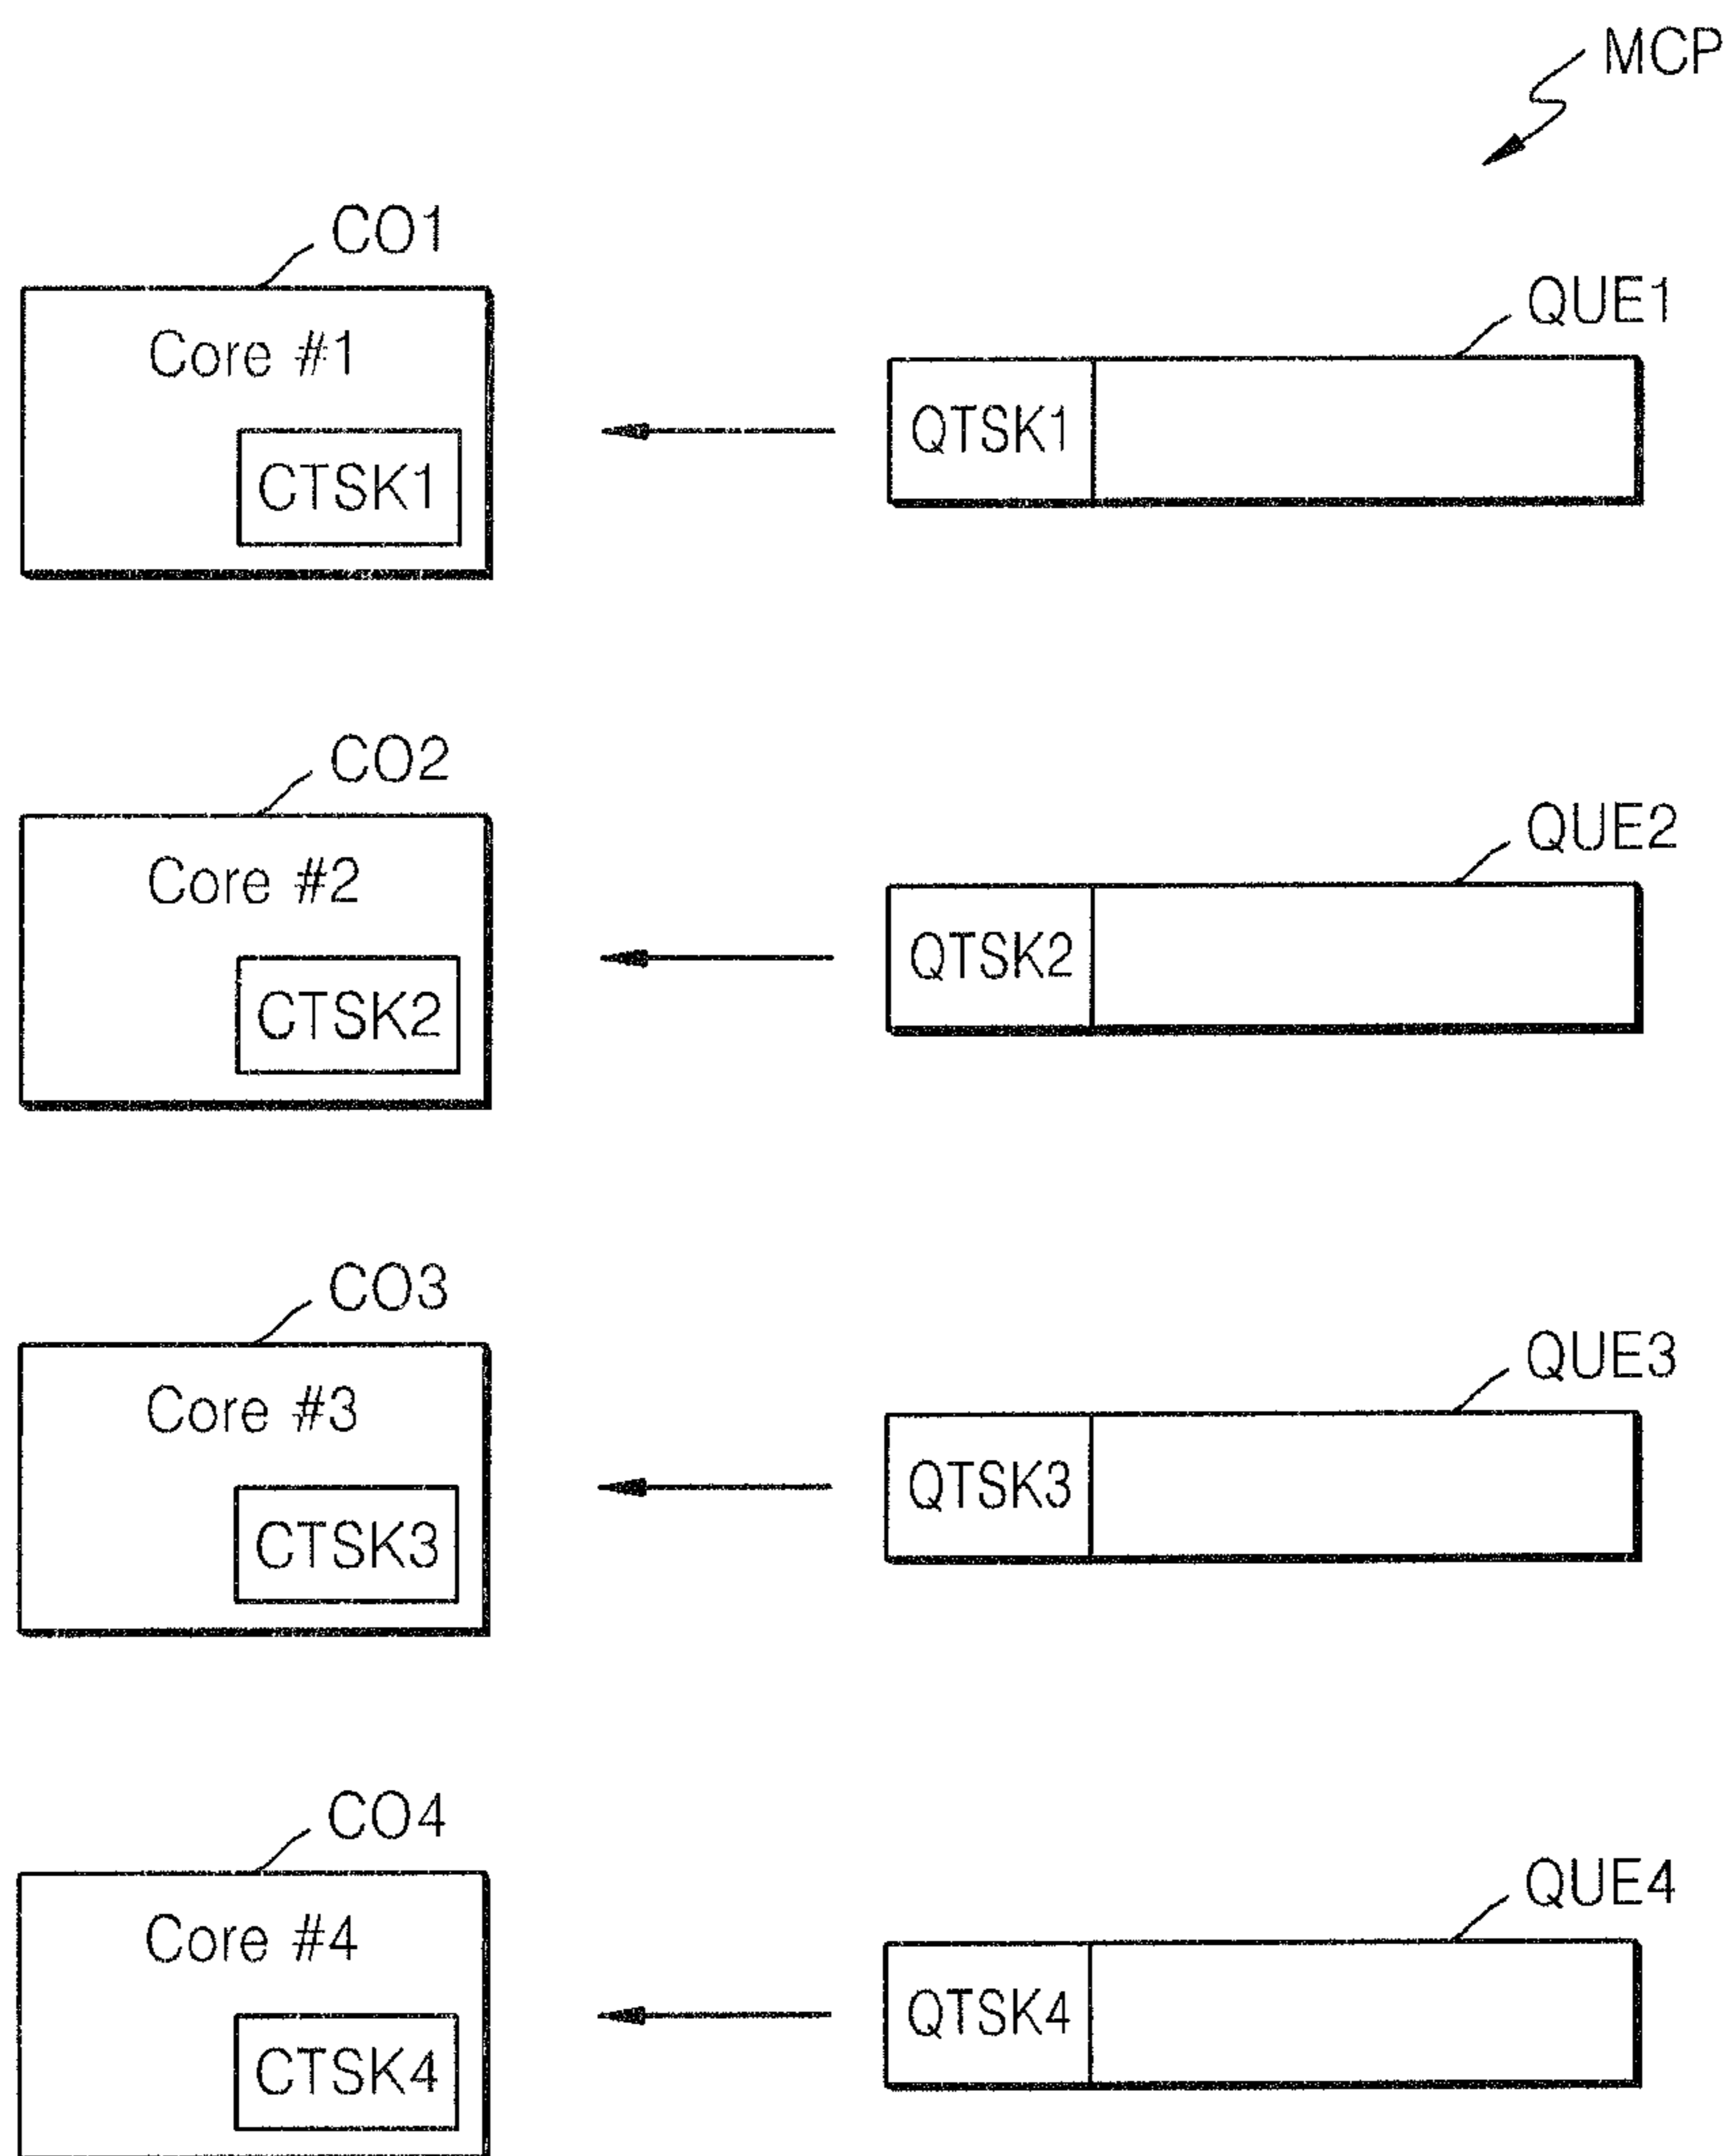 MCP
CO1
QUE1
Core #1
QTSK1
CTSK1
CO2
QUE2
Core #2
QTSK2
CTSK2
CO3
QUE3
Core #3
QTSK3
CTSK3
CO4
QUE4
Core #4
QTSK4
CTSK4